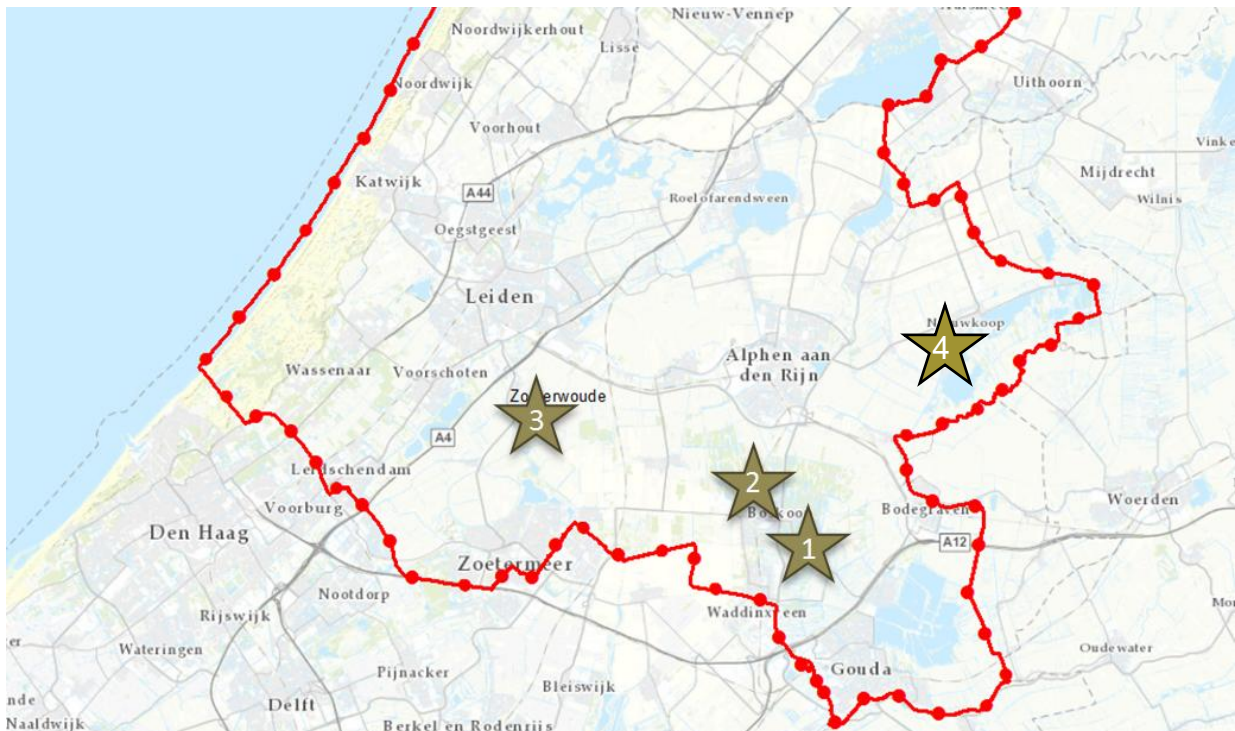 Noordwijkerhout
Nieuw-Vennep
Lisse
Uithoorn
Noordwijk
Voorhout
Mijdrecht
Wilnis
Katwijk
A44
Roelofarendsveen
Oegstgeest
Leiden
Alphen aan
den Rijn
4
Wassenaar
Voorschoten
3
A4
Leidschendam
Voorburg
2
Bodegraven
Woerden
Den Haag
A12
1
Zoetermeer
Nootdorp
Rijswijk
Waddinxveen
Wateringen
Oudewater
Pijnacker
Gouda
Bleiswijk
Delft
Naaldwijk
Berkel en Rodenrijs